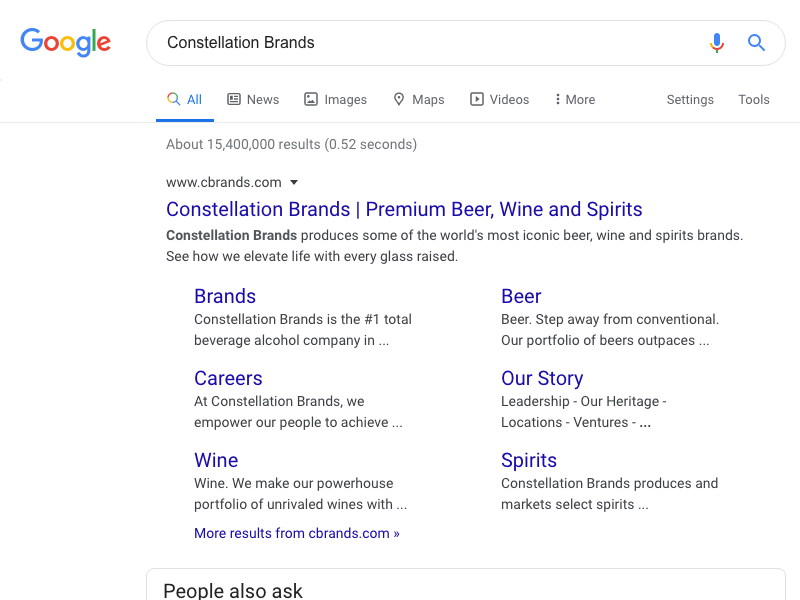 Google
Constellation Brands
All News Images Maps Videos More Settings Tools
About 15,400,000 results (0.52 seconds)
www.cbrands.com
Constellation Brands | Premium Beer, Wine and Spirits
Constellation Brands produces some of the world's most iconic beer, wine and spirits brands.
See how we elevate life with every glass raised.
Brands
Constellation Brands is the #1 total
beverage alcohol company in ...
Beer
Beer. Step away from conventional.
Our portfolio of beers outpaces ...
Careers
At Constellation Brands, we
empower our people to achieve ...
Our Story
Leadership - Our Heritage -
Locations - Ventures - ...
Wine
Wine. We make our powerhouse
portfolio of unrivaled wines with ...
Spirits
Constellation Brands produces and
markets select spirits ...
More results from cbrands.com »
People also ask